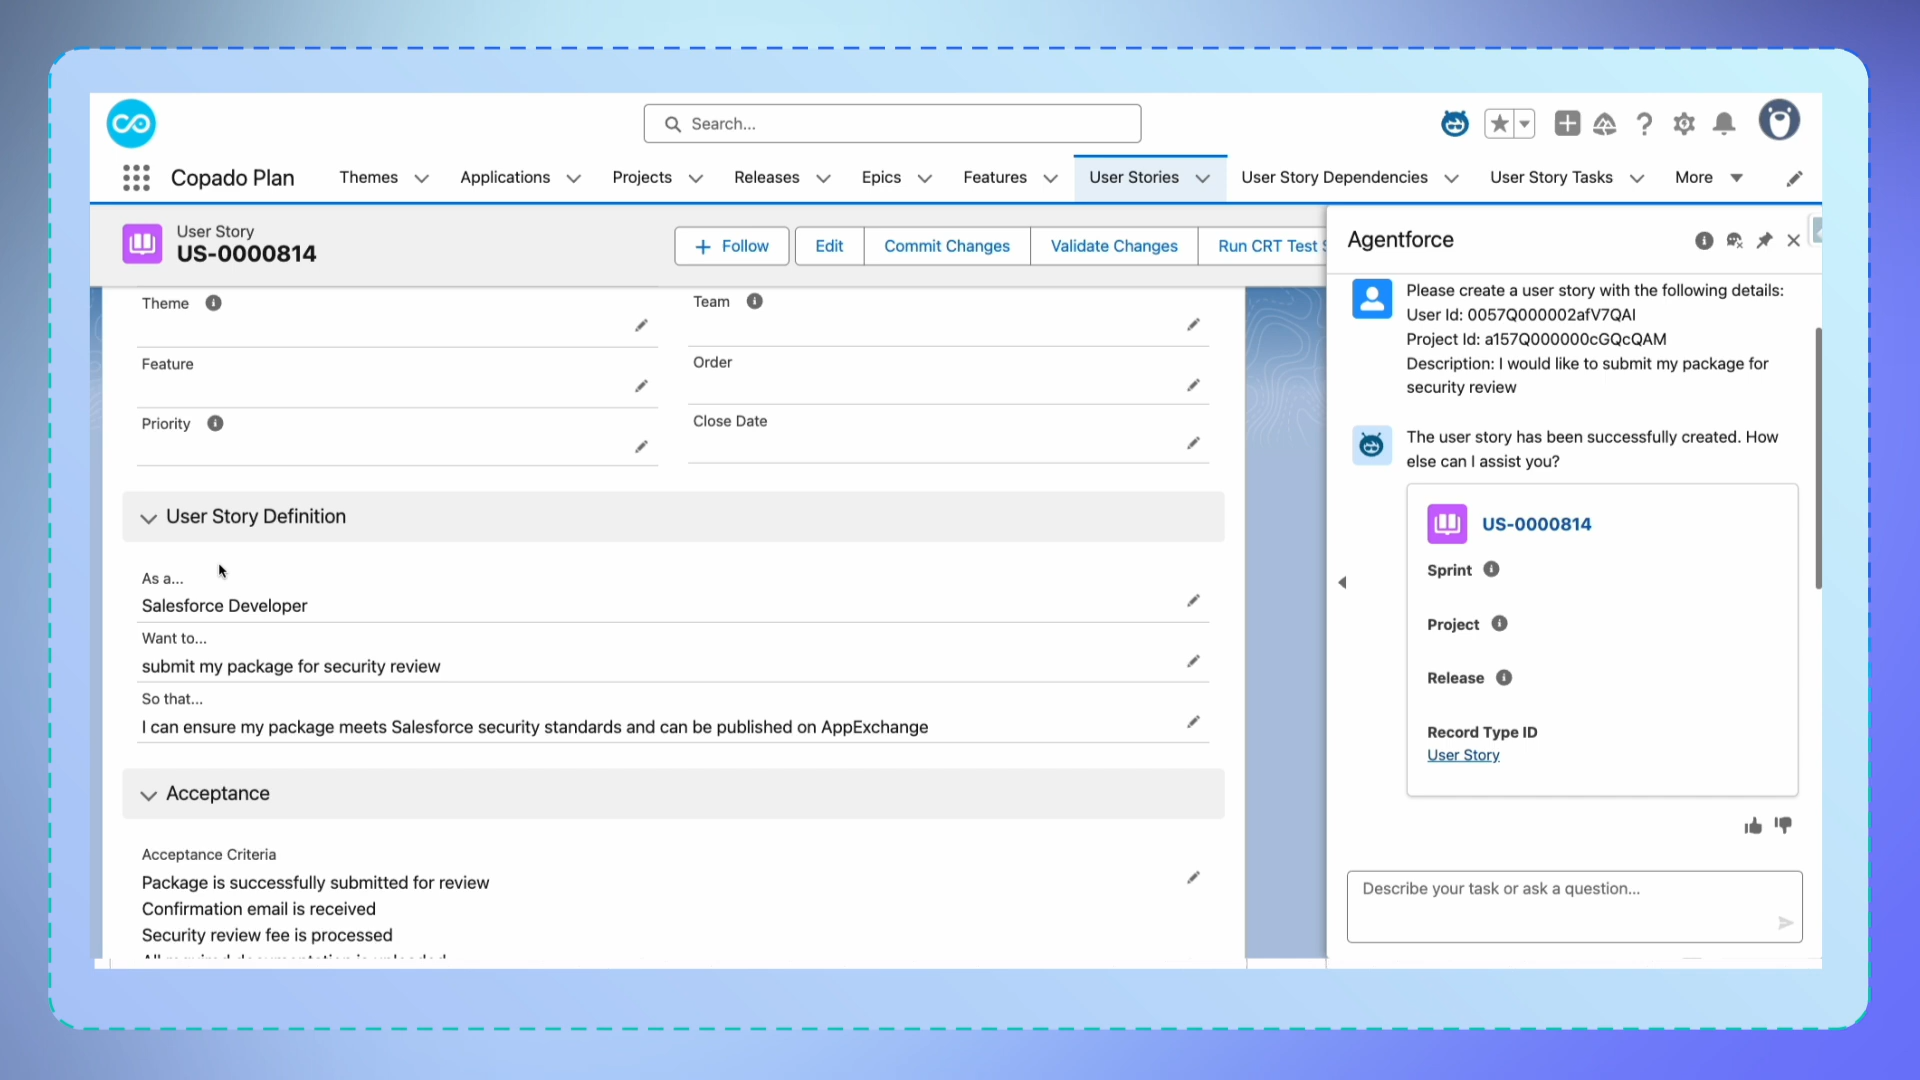 Search...
Copado Plan
Themes
Applications
Projects
Releases
Epics
Features
User Stories
User Story Dependencies
User Story Tasks
More
User Story
US-0000814
Follow
Edit
Commit Changes
Validate Changes
Run CRT Test
Theme
Team
Feature
Order
Priority
Close Date
User Story Definition
As a...
Salesforce Developer
Want to...
submit my package for security review
So that...
I can ensure my package meets Salesforce security standards and can be published on AppExchange
Acceptance
Acceptance Criteria
Package is successfully submitted for review
Confirmation email is received
Security review fee is processed
All required documentation is uploaded
Agentforce
Please create a user story with the following details:
User Id: 0057Q000002afV7QAI
Project Id: a157Q000000cGQcQAM
Description: I would like to submit my package for
security review
The user story has been successfully created. How
else can I assist you?
US-0000814
Sprint
Project
Release
Record Type ID
User Story
Describe your task or ask a question...